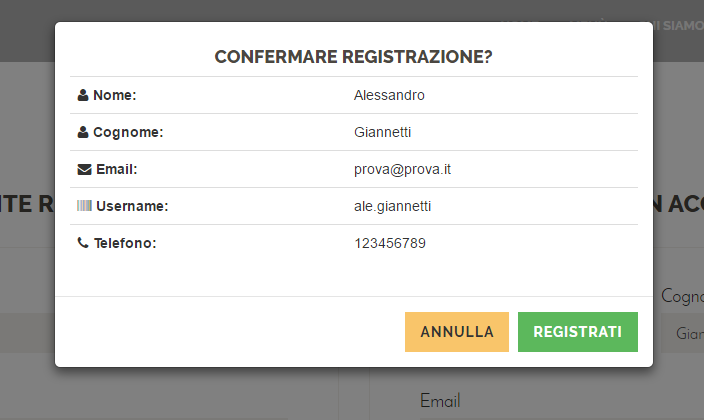 II SIAMO
CONFERMARE REGISTRAZIONE?
Nome: Alessandro
Cognome: Giannetti
Email: prova@prova.it
Username: ale.giannetti
Telefono: 123456789
ANNULLA REGISTRATI
ITE R
N ACC
Cogno
Gian
Email